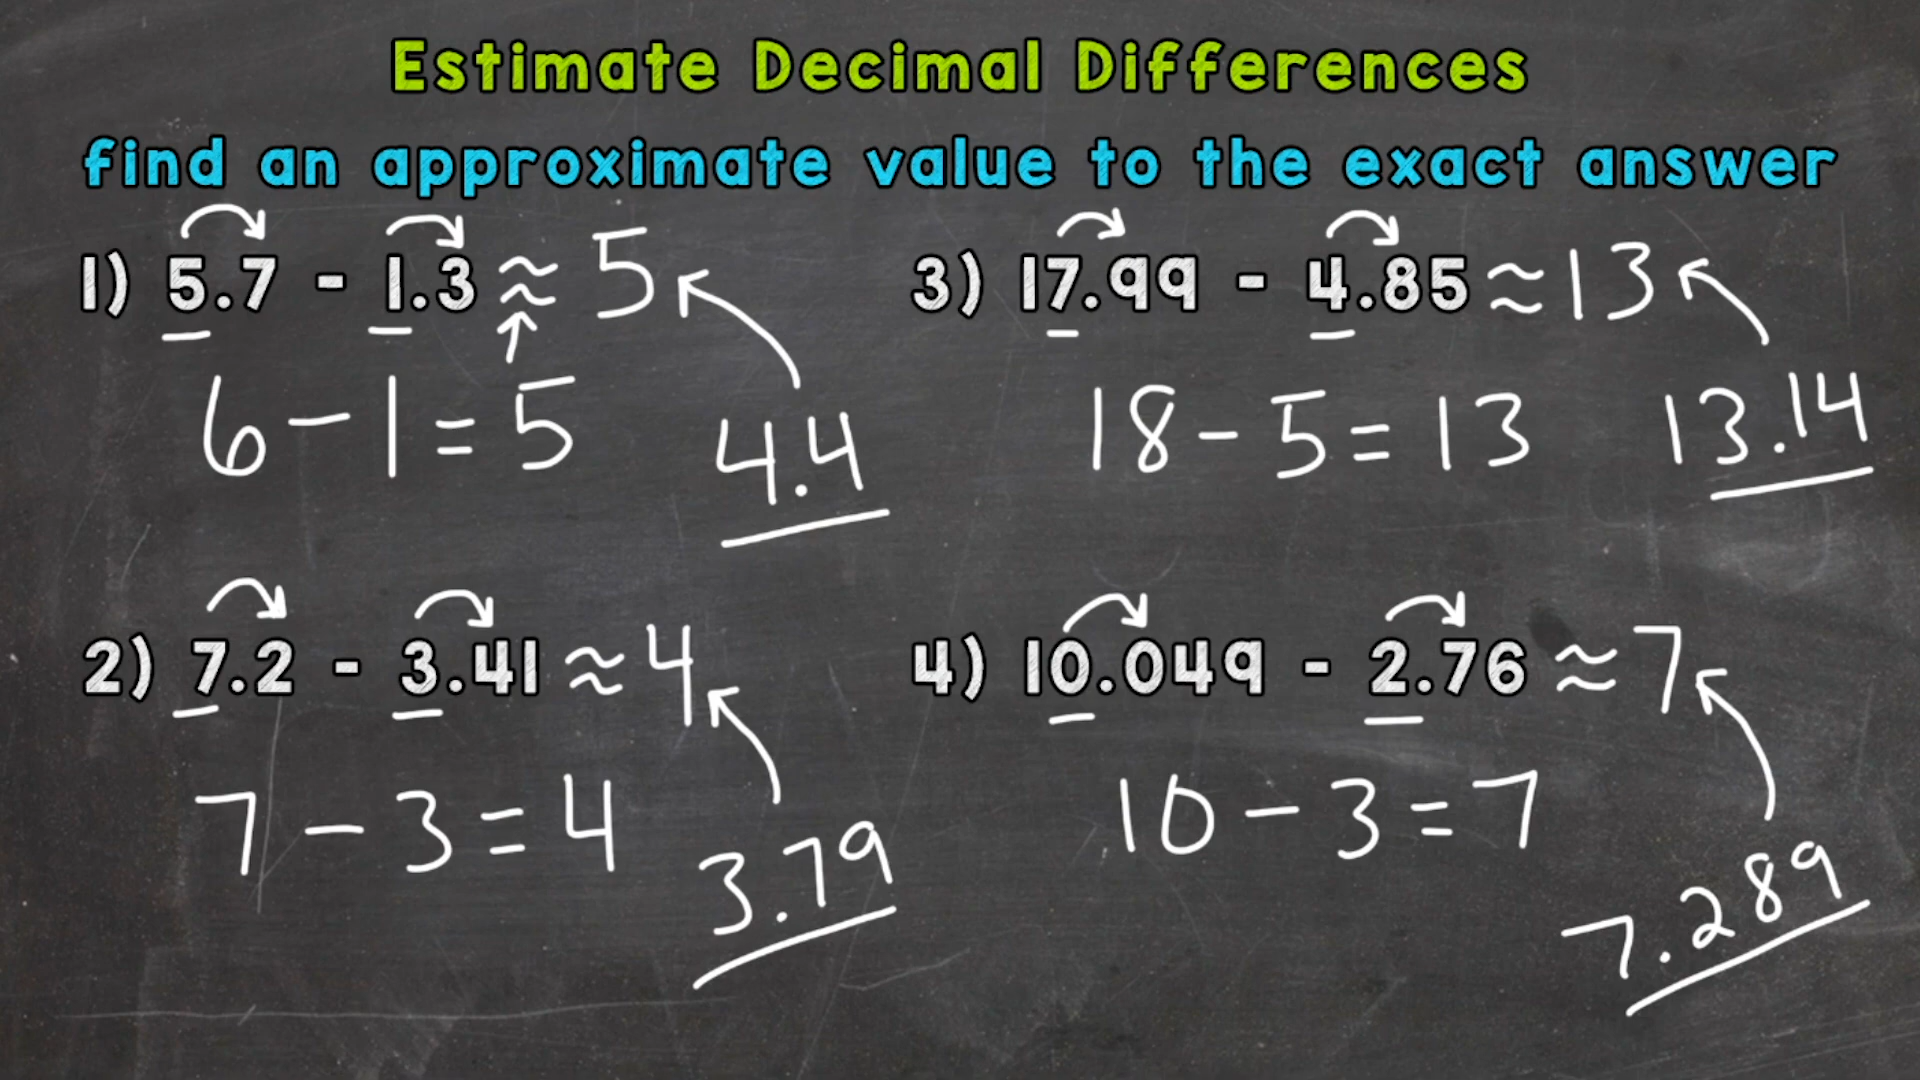 Estimate Decimal Differences
find an approximate value to the exact answer
1) 5.7 - 1.3 ≈ 5
6 - 1 = 5
4.4
2) 7.2 - 3.41 ≈ 4
7 - 3 = 4
3.79
3) 17.99 - 4.85 ≈ 13
18 - 5 = 13
13.14
4) 10.049 - 2.76 ≈ 7
10 - 3 = 7
7.289